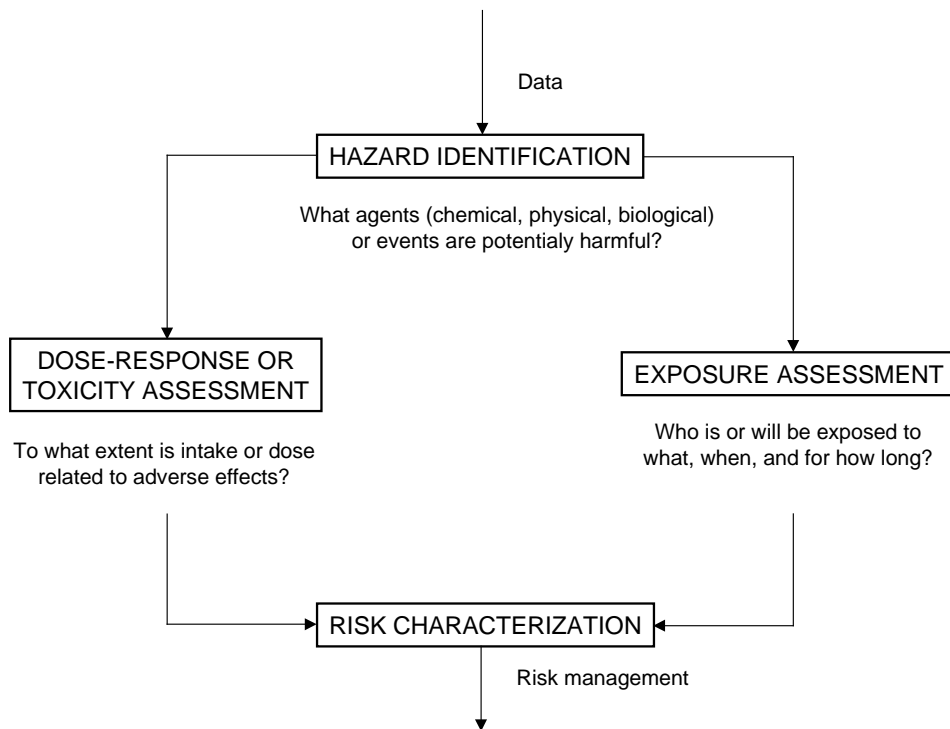 Data
HAZARD IDENTIFICATION
What agents (chemical, physical, biological)
or events are potentialy harmful?
DOSE-RESPONSE OR
TOXICITY ASSESSMENT
To what extent is intake or dose
related to adverse effects?
EXPOSURE ASSESSMENT
Who is or will be exposed to
what, when, and for how long?
RISK CHARACTERIZATION
Risk management